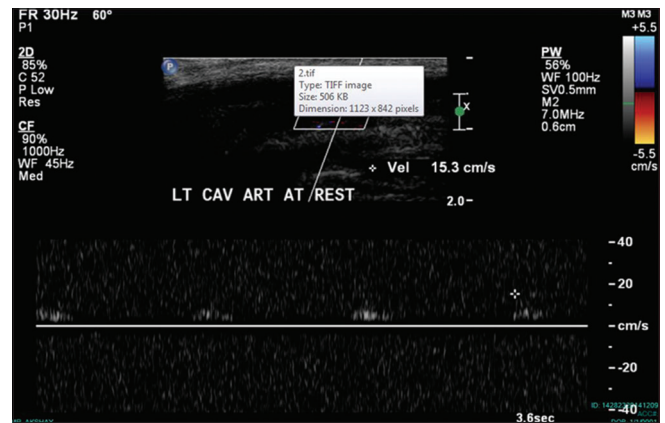 FR 30Hz 60°
P1
M3 M3
+5.5
2D
85%
C 52
P Low
Res
CF
90%
1000Hz
WF 45Hz
Med
P
2.tif
Type: TIFF image
Size: 506 KB
Dimension: 1123 x 842 pixels
x
PW
56%
WF 100Hz
SV0.5mm
M2
7.0MHz
0.6cm
-5.5
cm/s
Vel 15.3 cm/s
LT CAV ART AT REST
2.0-
-40
-20
-cm/s
--20
--40
3.6sec